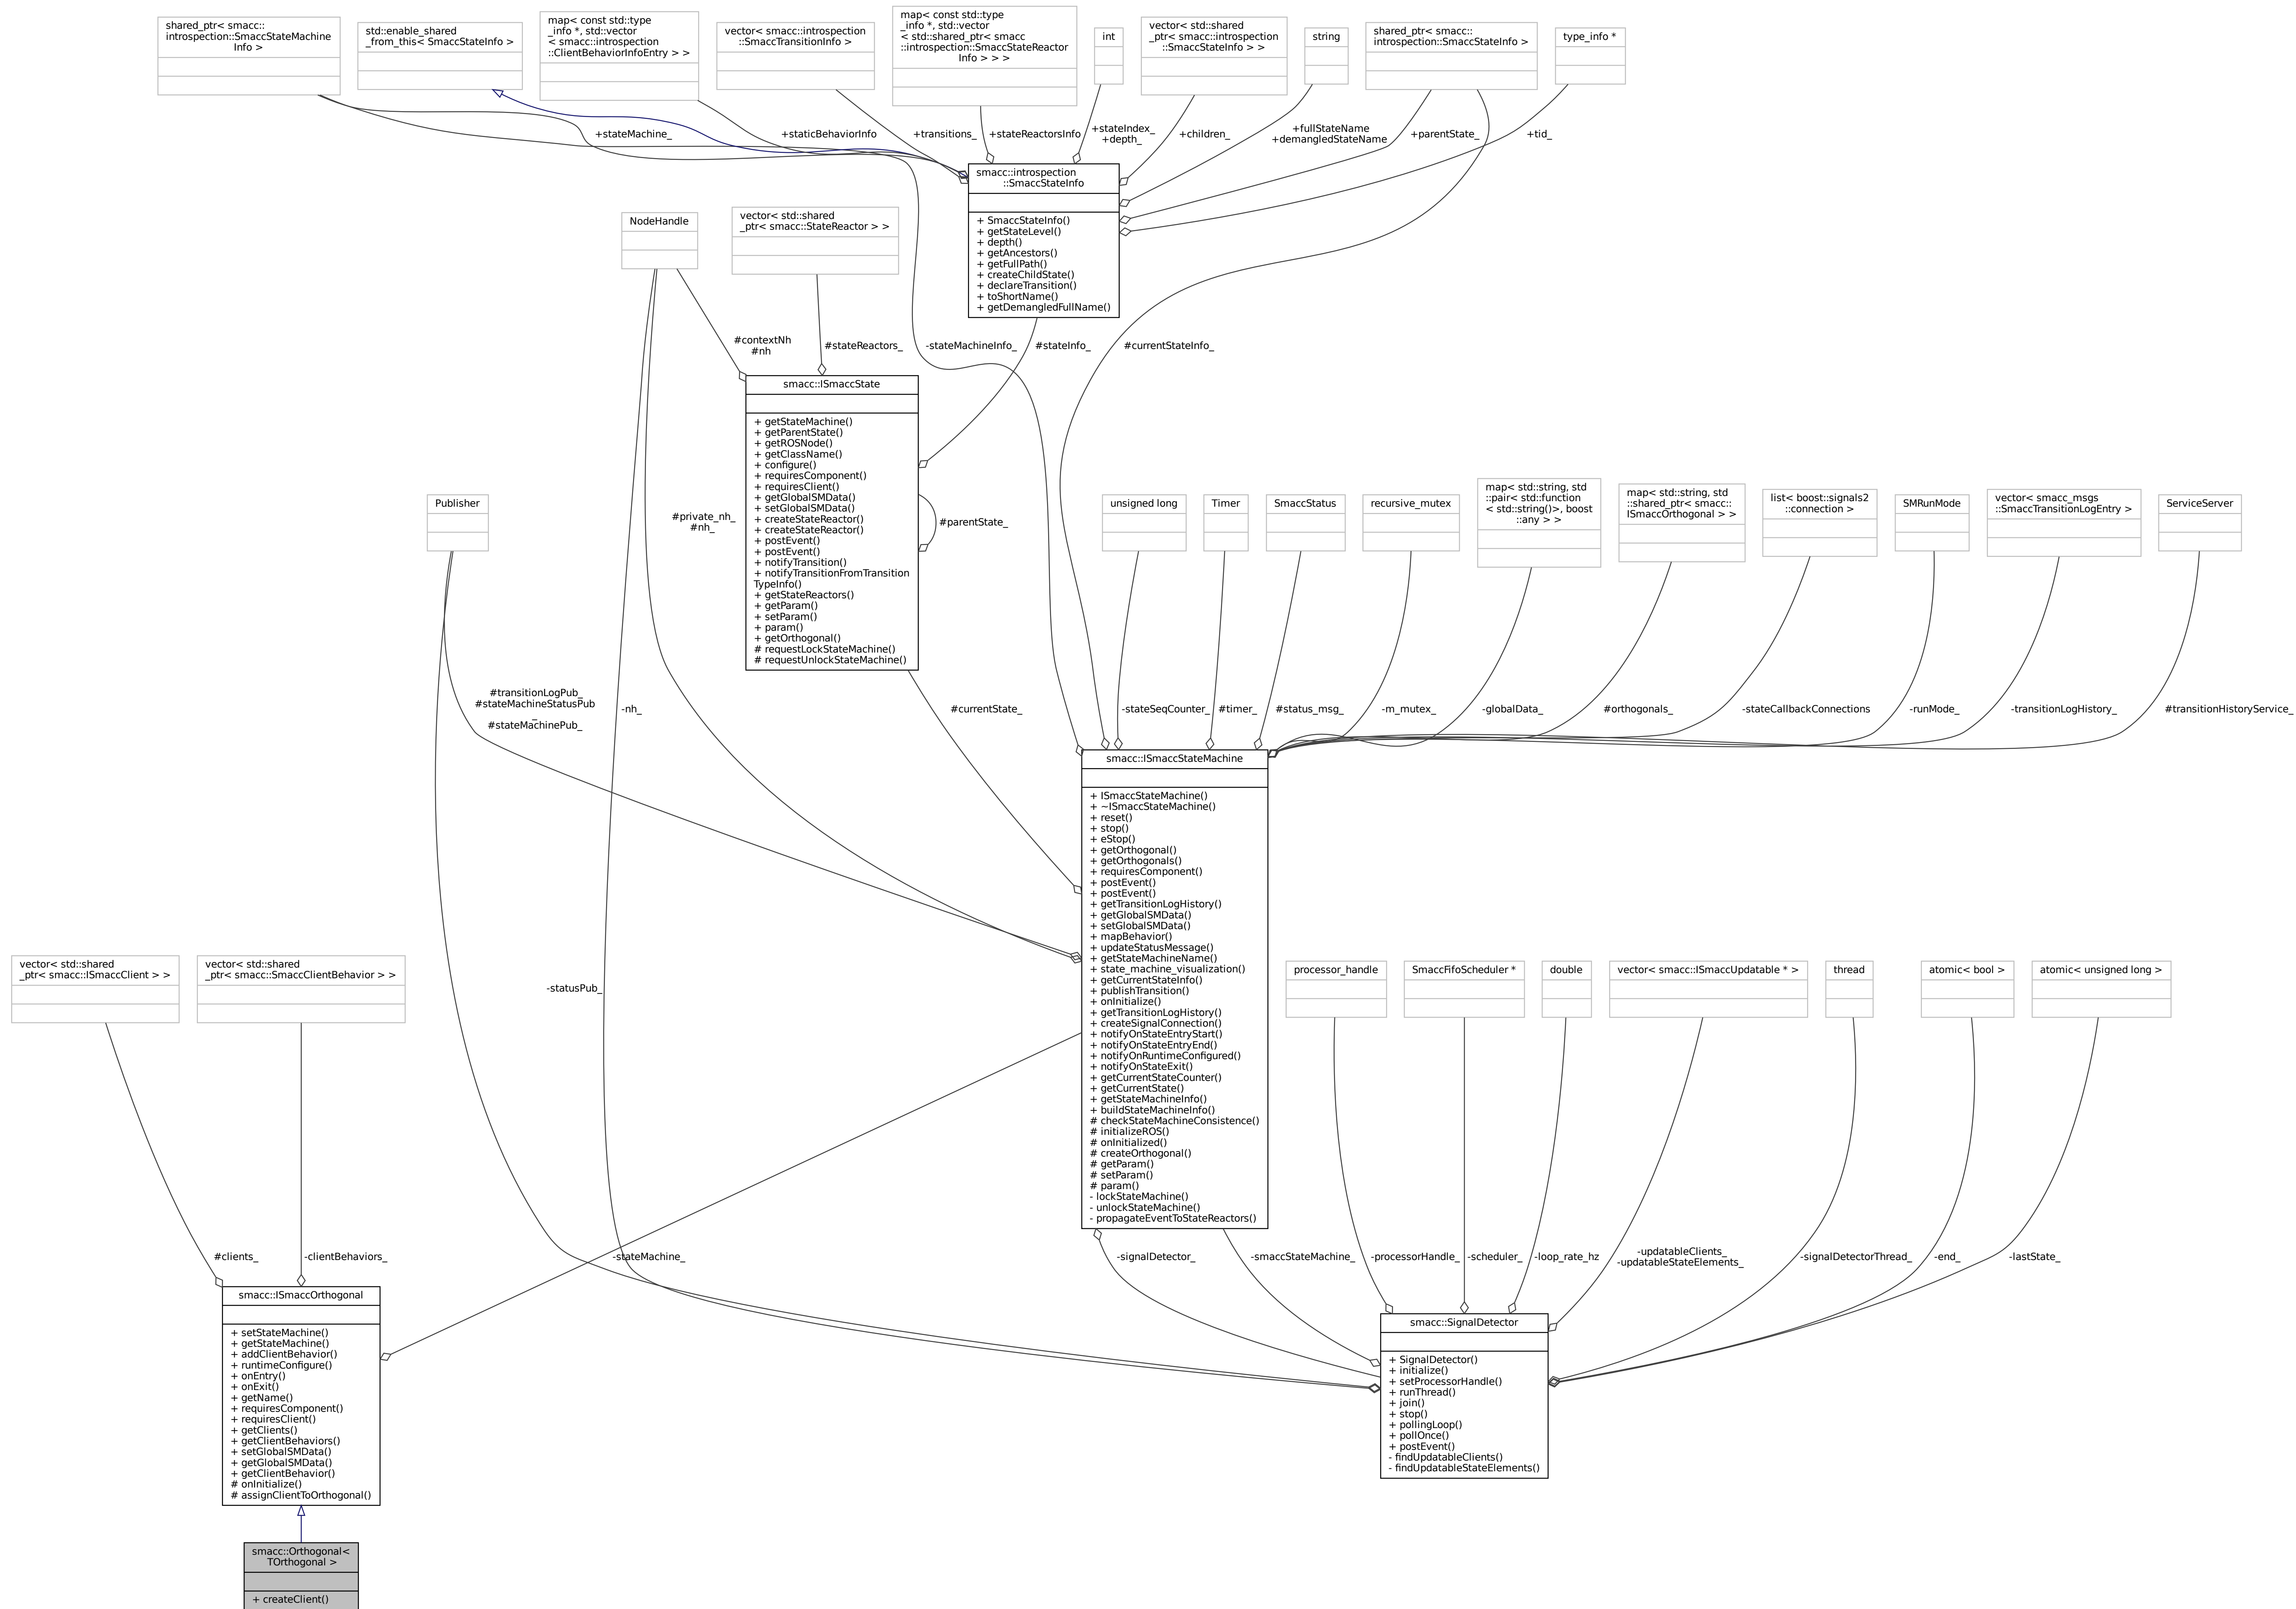 shared_ptr< smacc::
introspection::SmaccStateMachine
Info >
std::enable_shared
_from_this< SmaccStateInfo >
map< const std::type
_info *, std::vector
< smacc::introspection
::ClientBehaviorInfoEntry > >
vector< smacc::introspection
::SmaccTransitionInfo >
map< const std::type
_info *, std::vector
< std::shared_ptr< smacc
::introspection::SmaccStateReactor
Info > > >
int
vector< std::shared
_ptr< smacc::introspection
::SmaccStateInfo > >
string
shared_ptr< smacc::
introspection::SmaccStateInfo >
type_info *
+stateMachine_
+staticBehaviorInfo
+transitions_
+stateReactorsInfo
+stateIndex_
+depth_
+children_
+fullStateName
+demangledStateName
+parentState_
+tid_
smacc::introspection
::SmaccStateInfo
+ SmaccStateInfo()
+ getStateLevel()
+ depth()
+ getAncestors()
+ getFullPath()
+ createChildState()
+ declareTransition()
+ toShortName()
+ getDemangledFullName()
NodeHandle
vector< std::shared
_ptr< smacc::StateReactor > >
#contextNh
#nh
#stateReactors_
-stateMachineInfo_
#stateInfo_
#currentStateInfo_
smacc::ISmaccState
+ getStateMachine()
+ getParentState()
+ getROSNode()
+ getClassName()
+ configure()
+ requiresComponent()
+ requiresClient()
+ getGlobalSMData()
+ setGlobalSMData()
+ createStateReactor()
+ createStateReactor()
+ postEvent()
+ postEvent()
+ notifyTransition()
+ notifyTransitionFromTransition
TypeInfo()
+ getStateReactors()
+ getParam()
+ setParam()
+ param()
+ getOrthogonal()
# requestLockStateMachine()
# requestUnlockStateMachine()
#parentState_
Publisher
#private_nh_
#nh_
unsigned long
Timer
SmaccStatus
recursive_mutex
map< std::string, std
::pair< std::function
< std::string()>, boost
::any > >
map< std::string, std
::shared_ptr< smacc::
ISmaccOrthogonal > >
list< boost::signals2
::connection >
SMRunMode
vector< smacc_msgs
::SmaccTransitionLogEntry >
ServiceServer
#transitionLogPub_
#stateMachineStatusPub
_
#stateMachinePub_
-nh_
#currentState_
-stateSeqCounter_
#timer_
#status_msg_
-m_mutex_
-globalData_
#orthogonals_
-stateCallbackConnections
-runMode_
-transitionLogHistory_
#transitionHistoryService_
smacc::ISmaccStateMachine
+ ISmaccStateMachine()
+ ~ISmaccStateMachine()
+ reset()
+ stop()
+ eStop()
+ getOrthogonal()
+ getOrthogonals()
+ requiresComponent()
+ postEvent()
+ postEvent()
+ getTransitionLogHistory()
+ getGlobalSMData()
+ setGlobalSMData()
+ mapBehavior()
+ updateStatusMessage()
+ getStateMachineName()
+ state_machine_visualization()
+ getCurrentStateInfo()
+ publishTransition()
+ onInitialize()
+ getTransitionLogHistory()
+ createSignalConnection()
+ notifyOnStateEntryStart()
+ notifyOnStateEntryEnd()
+ notifyOnRuntimeConfigured()
+ notifyOnStateExit()
+ getCurrentStateCounter()
+ getCurrentState()
+ getStateMachineInfo()
+ buildStateMachineInfo()
# checkStateMachineConsistence()
# initializeROS()
# onInitialized()
# createOrthogonal()
# getParam()
# setParam()
# param()
- lockStateMachine()
- unlockStateMachine()
- propagateEventToStateReactors()
vector< std::shared
_ptr< smacc::ISmaccClient > >
vector< std::shared
_ptr< smacc::SmaccClientBehavior > >
-statusPub_
processor_handle
SmaccFifoScheduler *
double
vector< smacc::ISmaccUpdatable * >
thread
atomic< bool >
atomic< unsigned long >
#clients_
-clientBehaviors_
-stateMachine_
-signalDetector_
-smaccStateMachine_
-processorHandle_
-scheduler_
-loop_rate_hz
-updatableClients_
-updatableStateElements_
-signalDetectorThread_
-end_
-lastState_
smacc::ISmaccOrthogonal
+ setStateMachine()
+ getStateMachine()
+ addClientBehavior()
+ runtimeConfigure()
+ onEntry()
+ onExit()
+ getName()
+ requiresComponent()
+ requiresClient()
+ getClients()
+ getClientBehaviors()
+ setGlobalSMData()
+ getGlobalSMData()
+ getClientBehavior()
# onInitialize()
# assignClientToOrthogonal()
smacc::SignalDetector
+ SignalDetector()
+ initialize()
+ setProcessorHandle()
+ runThread()
+ join()
+ stop()
+ pollingLoop()
+ pollOnce()
+ postEvent()
- findUpdatableClients()
- findUpdatableStateElements()
smacc::Orthogonal<
TOrthogonal >
+ createClient()